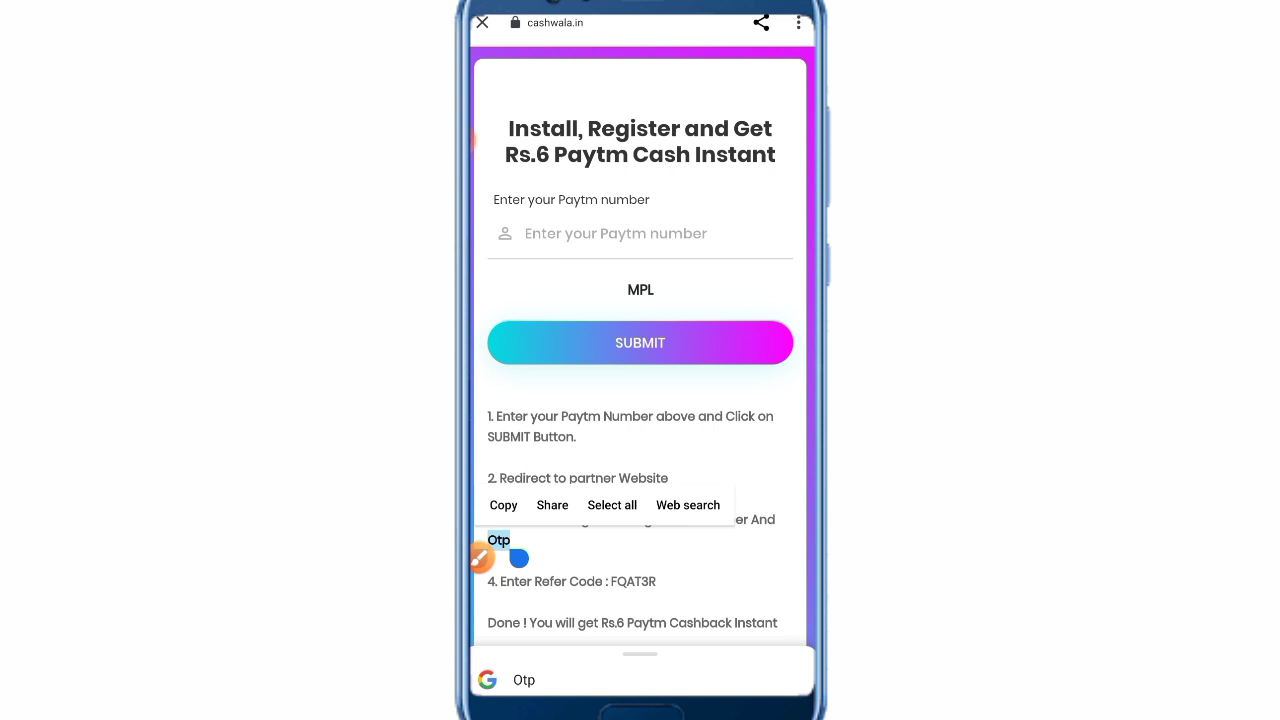 cashwala.in
Install, Register and Get
Rs.6 Paytm Cash Instant
Enter your Paytm number
Enter your Paytm number
MPL
SUBMIT
1. Enter your Paytm Number above and Click on
SUBMIT Button.
2. Redirect to partner Website
Copy Share Select all Web search
And
Otp
4. Enter Refer Code : FQAT3R
Done ! You will get Rs.6 Paytm Cashback Instant
Otp